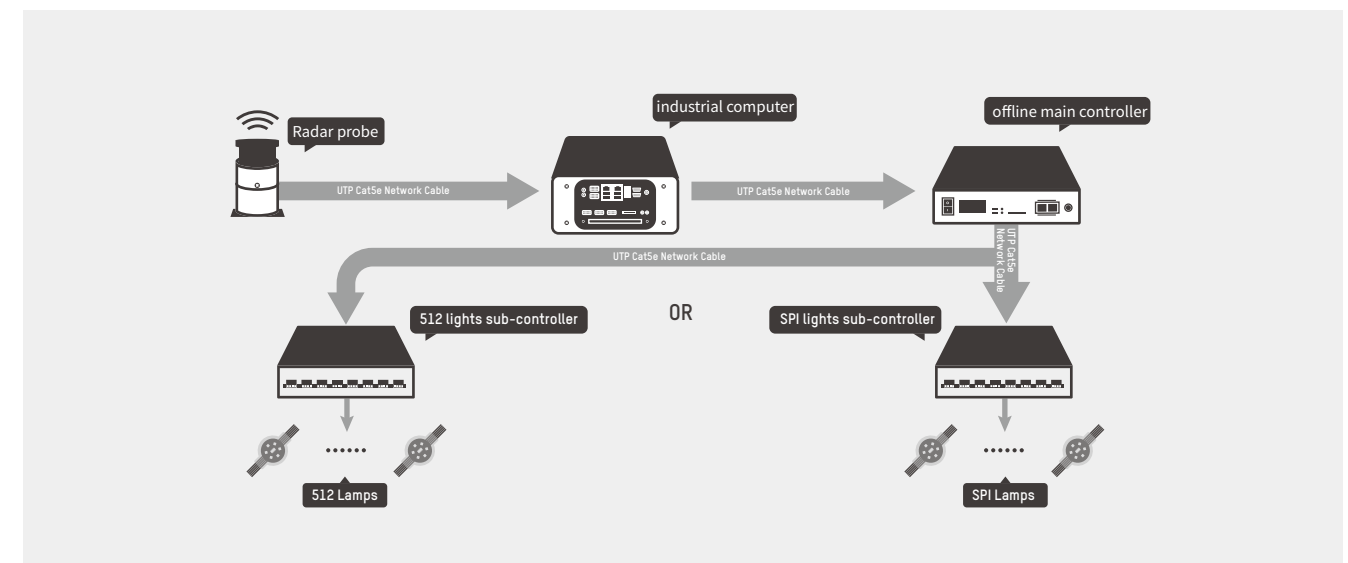 Radar probe
industrial computer
offline main controller
UTP Cat5e Network Cable
UTP Cat5e Network Cable
UTP Cat5e Network Cable
UTP Cat5e
Network Cable
512 lights sub-controller
OR
SPI lights sub-controller
512 Lamps
SPI Lamps